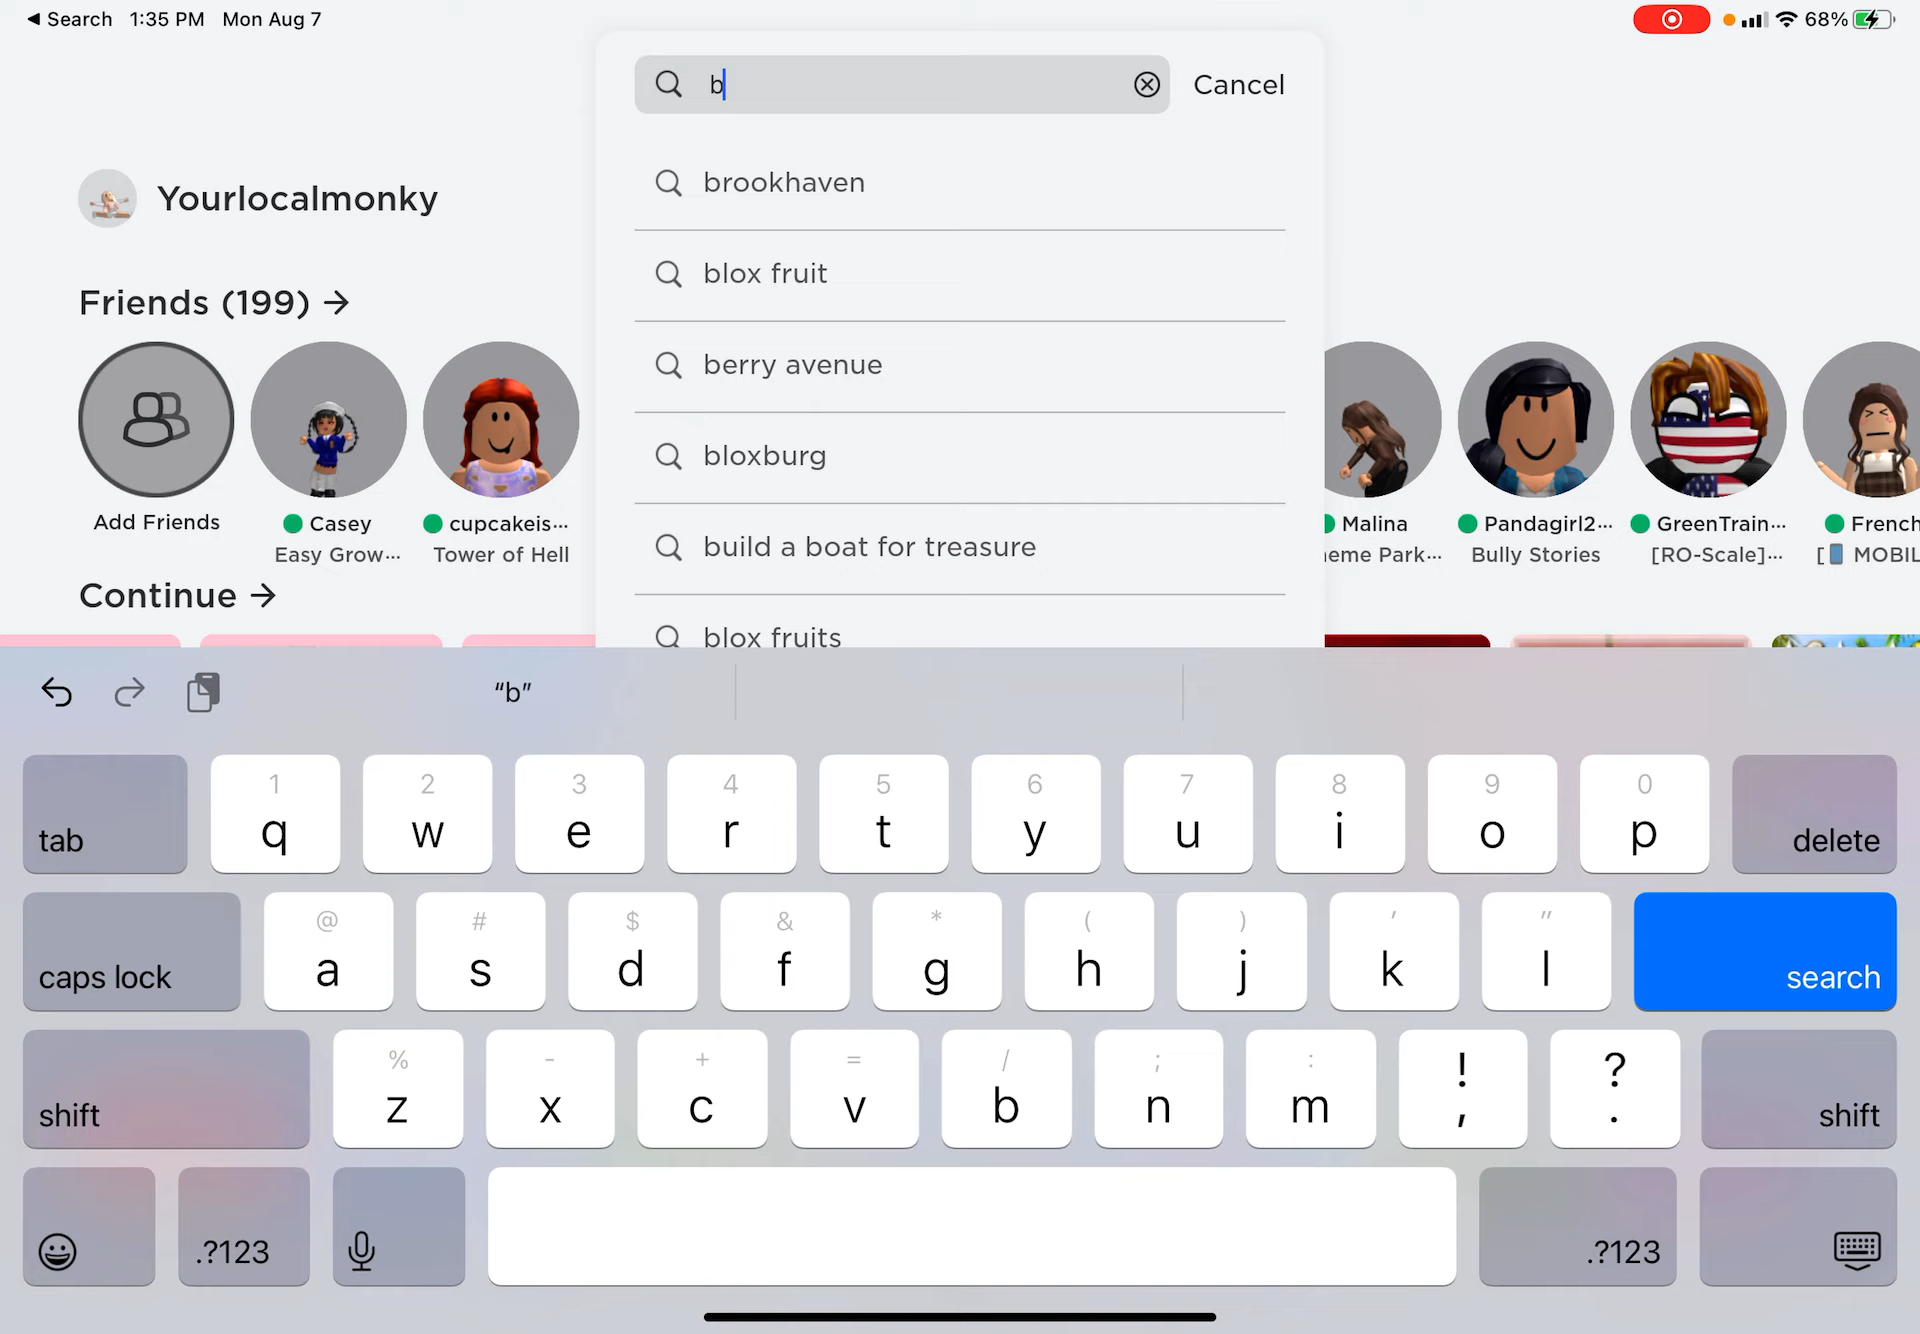 Search 1:35 PM Mon Aug 7
68%
b
Cancel
brookhaven
blox fruit
berry avenue
bloxburg
build a boat for treasure
blox fruits
Yourlocalmonky
Friends (199)
Add Friends
Casey
Easy Grow...
cupcakeis...
Tower of Hell
Malina
eme Park...
Pandagirl2...
Bully Stories
GreenTrain...
[RO-Scale]...
French
[ MOBIL
Continue
“b”
tab
1 2 3 4 5 6 7 8 9 0
q w e r t y u i o p
delete
caps lock
@ # $ & * ( ) ' "
a s d f g h j k l
search
shift
% - + = / ; : ! ?
z x c v b n m , .
shift
.?123
.?123